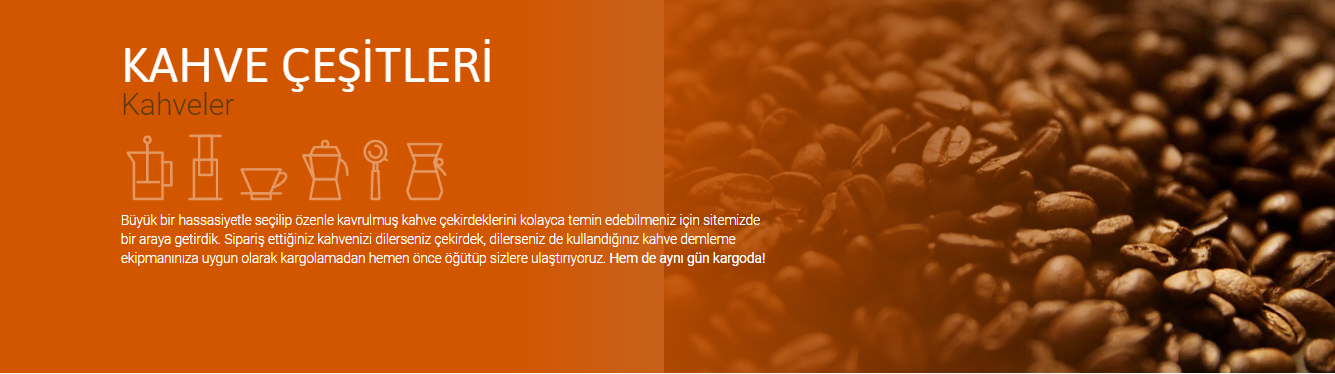 KAHVE ÇEŞİTLERİ
Kahveler
Büyük bir hassasiyetle seçilip özenle kavrulmuş kahve çekirdeklerini kolayca temin edebilmeniz için sitemizde
bir araya getirdik. Sipariş ettiğiniz kahvenizi dilerseniz çekirdek, dilerseniz de kullandığınız kahve demleme
ekipmanınıza uygun olarak kargolamadan hemen önce öğütüp sizlere ulaştırıyoruz. Hem de aynı gün kargoda!